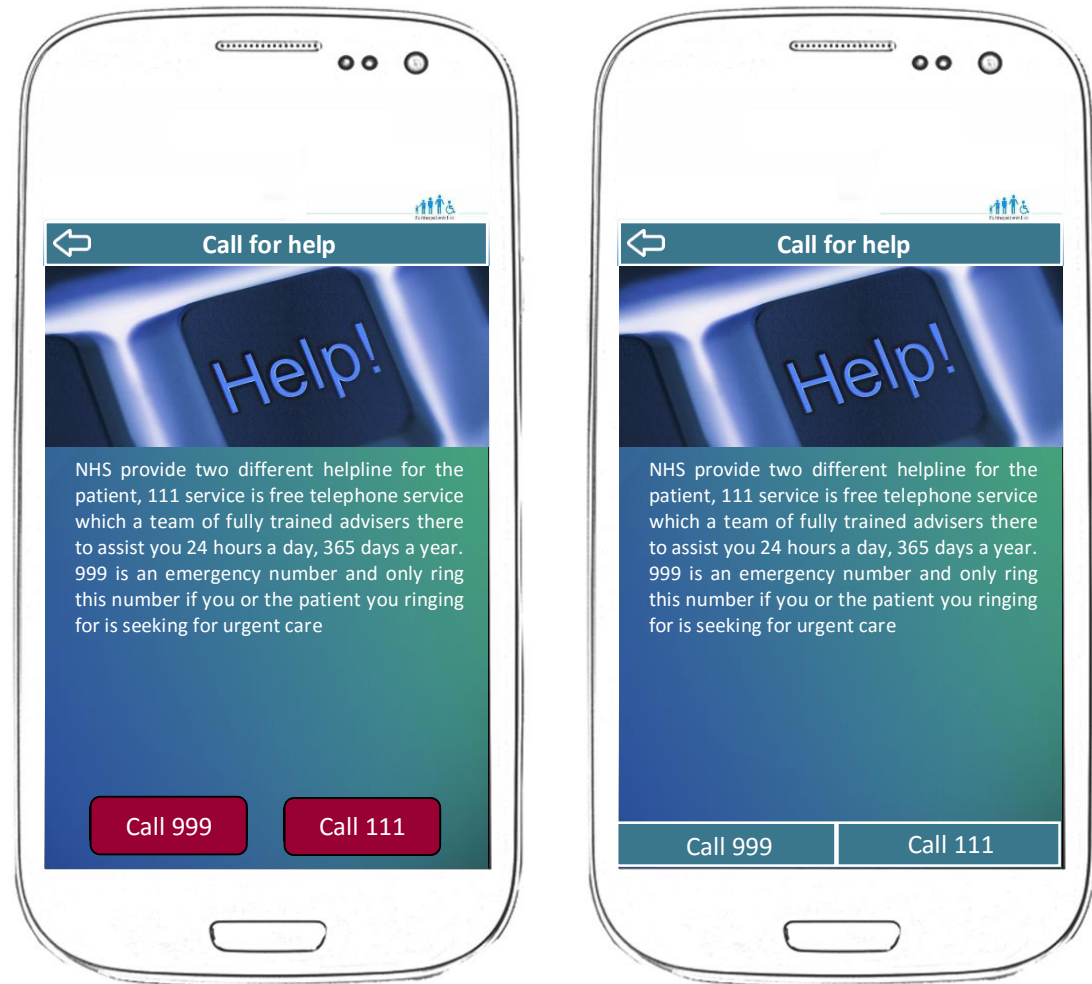 Call for help
Help!
NHS provide two different helpline for the
patient, 111 service is free telephone service
which a team of fully trained advisers there
to assist you 24 hours a day, 365 days a year.
999 is an emergency number and only ring
this number if you or the patient you ringing
for is seeking for urgent care
Call 999 Call 111
Call for help
Help!
NHS provide two different helpline for the
patient, 111 service is free telephone service
which a team of fully trained advisers there
to assist you 24 hours a day, 365 days a year.
999 is an emergency number and only ring
this number if you or the patient you ringing
for is seeking for urgent care
Call 999 Call 111